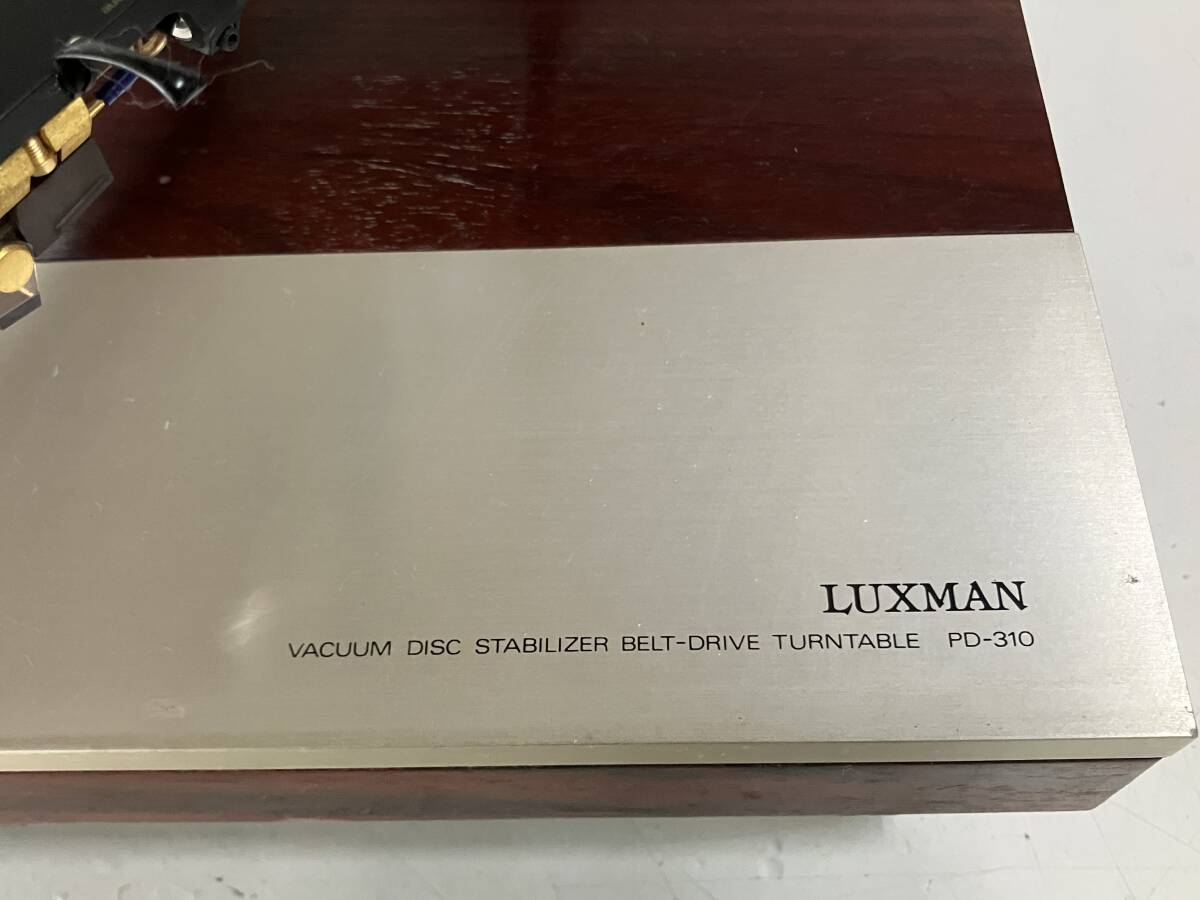 LUXMAN
VACUUM DISC STABILIZER BELT-DRIVE TURNTABLE PD-310